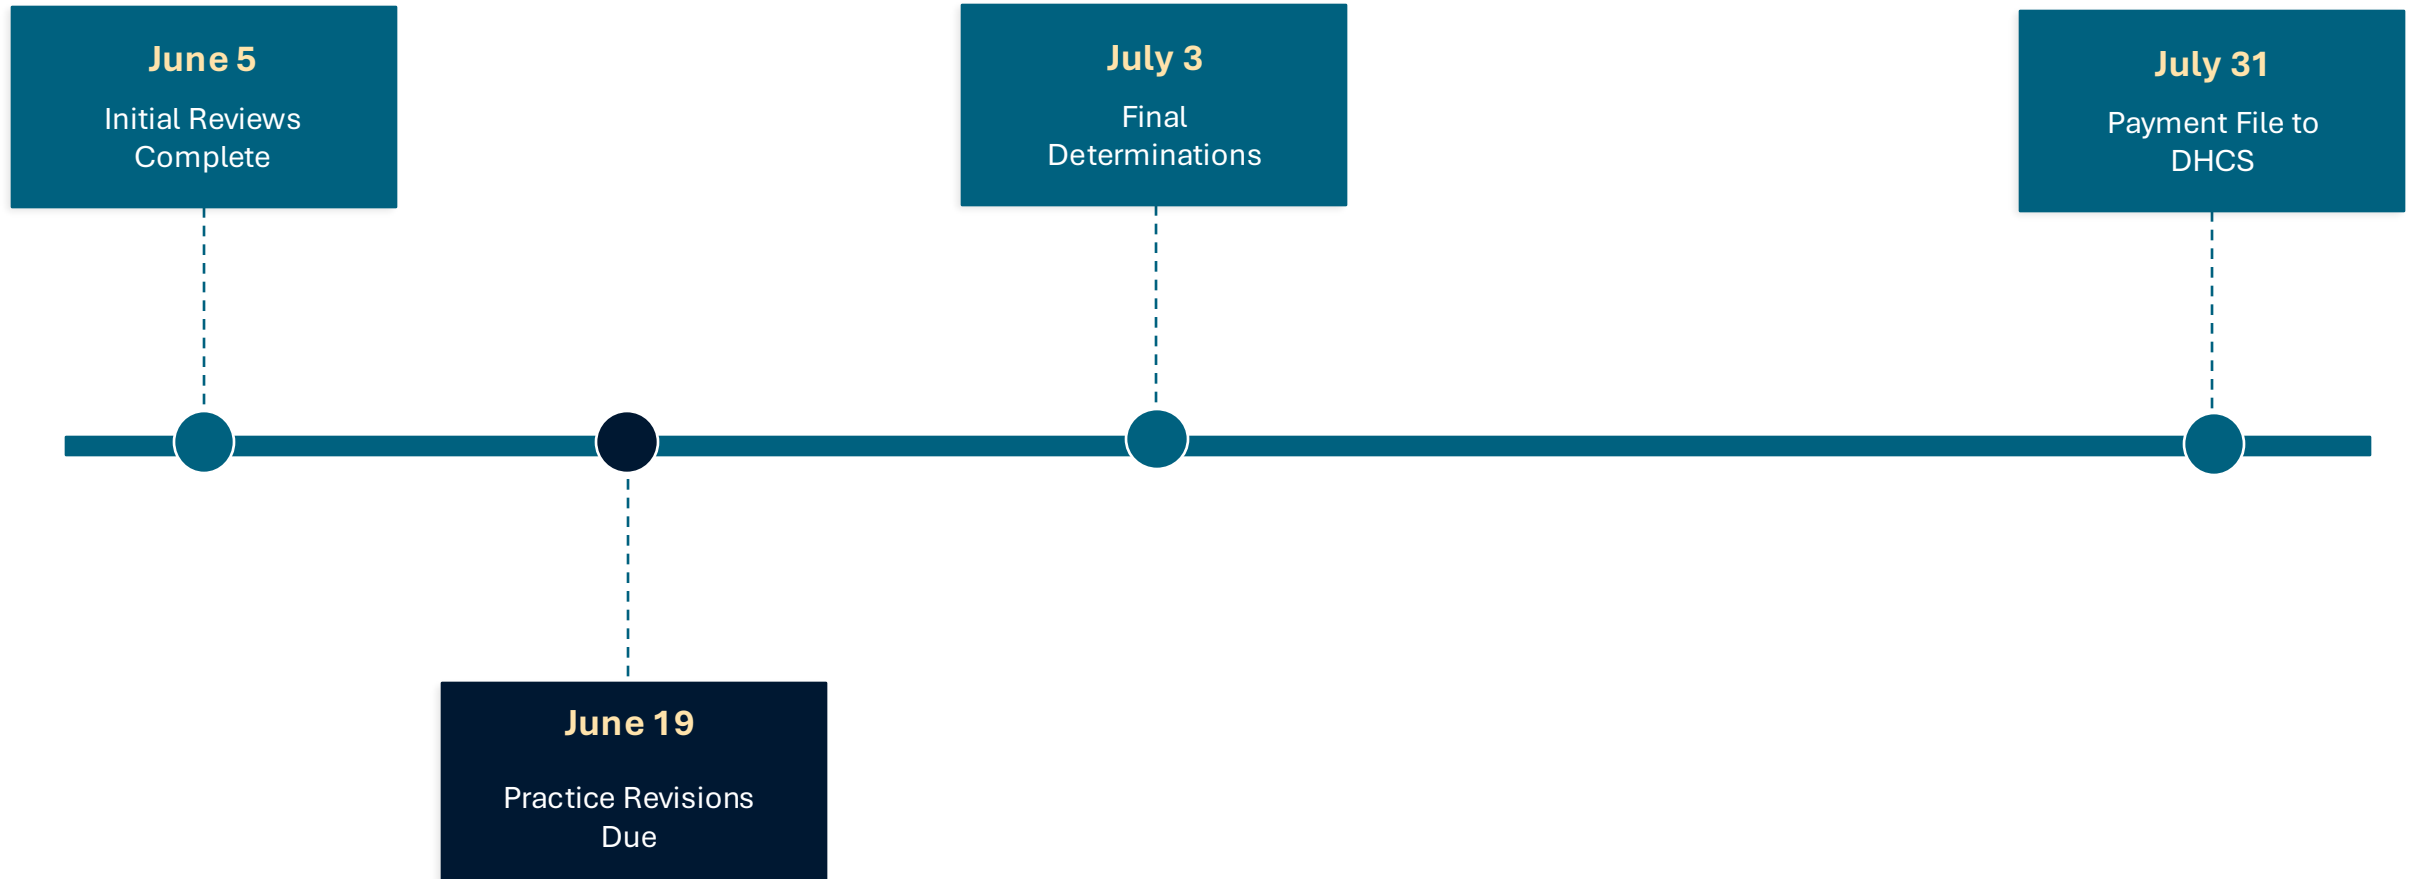 June 5
Initial Reviews
Complete
June 19
Practice Revisions
Due
July 3
Final
Determinations
July 31
Payment File to
DHCS